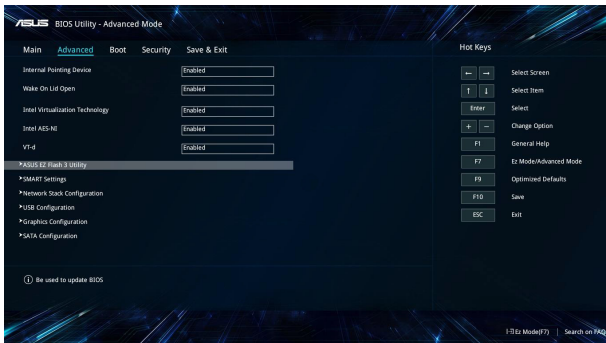 ASUS BIOS Utility - Advanced Mode
Main Advanced Boot Security Save & Exit
Internal Pointing Device Enabled
Wake On Lid Open Enabled
Intel Virtualization Technology Enabled
Intel AES-NI Enabled
VT-d Enabled
>ASUS EZ Flash 3 Utility
>SMART Settings
>Network Stack Configuration
>USB Configuration
>Graphics Configuration
>SATA Configuration
Be used to update BIOS
Hot Keys
← → Select Screen
↑ ↓ Select Item
Enter Select
+ − Change Option
F1 General Help
F7 Ez Mode/Advanced Mode
F9 Optimized Defaults
F10 Save
ESC Exit
Ez Mode(F7) | Search on FAQ